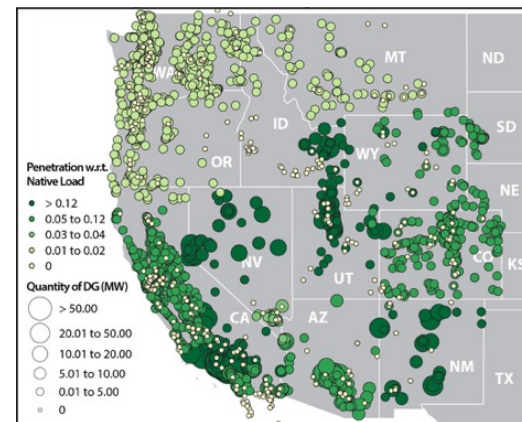 WA
MT
ND
OR
ID
WY
SD
NE
NV
UT
CO
KS
CA
AZ
NM
TX
Penetration w.r.t.
Native Load
> 0.12
0.05 to 0.12
0.03 to 0.04
0.01 to 0.02
0
Quantity of DG (MW)
> 50.00
20.01 to 50.00
10.01 to 20.00
5.01 to 10.00
0.01 to 5.00
0